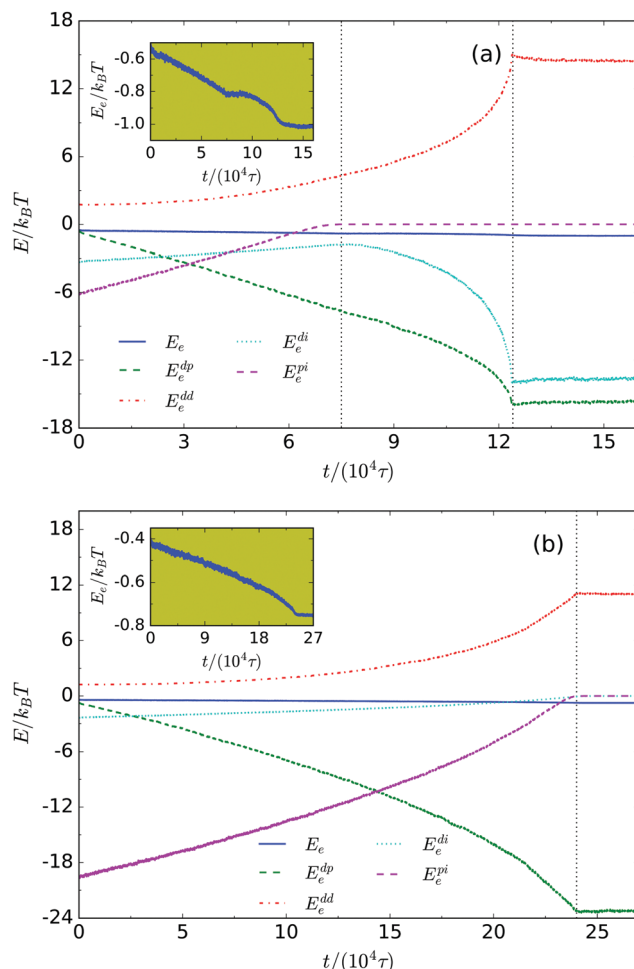 (a)
18
12
6
0
-6
-12
-18
E/k_BT
0 3 6 9 12 15
t/(10^4τ)
-0.6
-0.8
-1.0
E_e/k_BT
0 5 10 15
t/(10^4τ)
E_e E_e^{di}
E_e^{dp} E_e^{pi}
E_e^{dd}
(b)
18
12
6
0
-6
-12
-18
-24
E/k_BT
0 5 10 15 20 25
t/(10^4τ)
-0.4
-0.6
-0.8
E_e/k_BT
0 9 18 27
t/(10^4τ)
E_e E_e^{di}
E_e^{dp} E_e^{pi}
E_e^{dd}